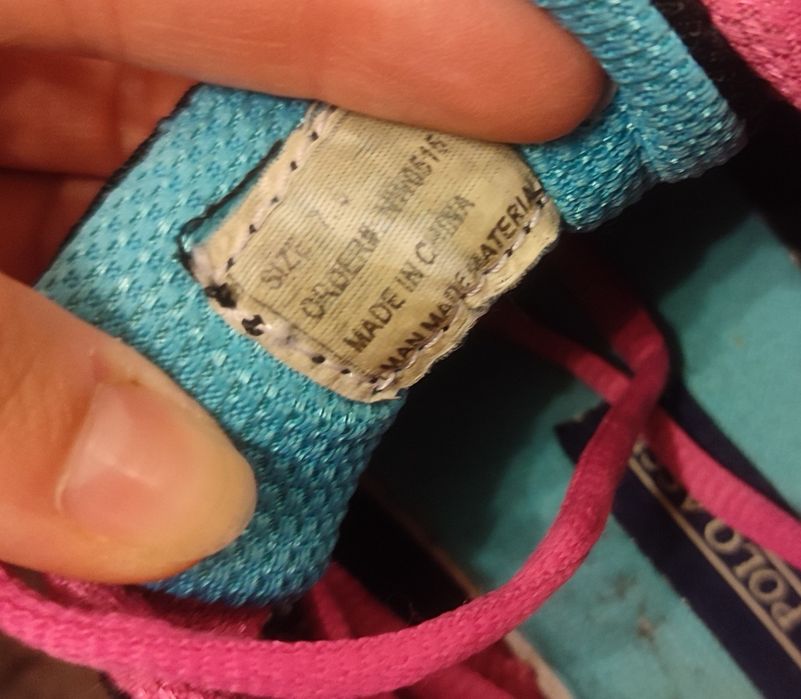 SIZE
ORDER#
MADE IN CHINA
MAN MADE MATERIAL
POLO